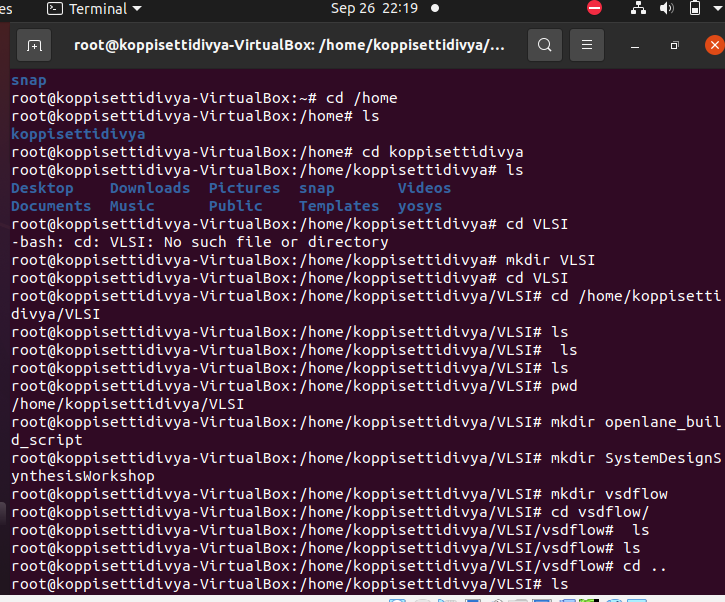 es Terminal Sep 26 22:19
root@koppisettidivya-VirtualBox: /home/koppisettidivya/...
snap
root@koppisettidivya-VirtualBox:~# cd /home
root@koppisettidivya-VirtualBox:/home# ls
koppisettidivya
root@koppisettidivya-VirtualBox:/home# cd koppisettidivya
root@koppisettidivya-VirtualBox:/home/koppisettidivya# ls
Desktop Downloads Pictures snap Videos
Documents Music Public Templates yosys
root@koppisettidivya-VirtualBox:/home/koppisettidivya# cd VLSI
-bash: cd: VLSI: No such file or directory
root@koppisettidivya-VirtualBox:/home/koppisettidivya# mkdir VLSI
root@koppisettidivya-VirtualBox:/home/koppisettidivya# cd VLSI
root@koppisettidivya-VirtualBox:/home/koppisettidivya/VLSI# cd /home/koppisetti
divya/VLSI
root@koppisettidivya-VirtualBox:/home/koppisettidivya/VLSI# ls
root@koppisettidivya-VirtualBox:/home/koppisettidivya/VLSI#  ls
root@koppisettidivya-VirtualBox:/home/koppisettidivya/VLSI# ls
root@koppisettidivya-VirtualBox:/home/koppisettidivya/VLSI# pwd
/home/koppisettidivya/VLSI
root@koppisettidivya-VirtualBox:/home/koppisettidivya/VLSI# mkdir openlane_buil
d_script
root@koppisettidivya-VirtualBox:/home/koppisettidivya/VLSI# mkdir SystemDesignS
ynthesisWorkshop
root@koppisettidivya-VirtualBox:/home/koppisettidivya/VLSI# mkdir vsdflow
root@koppisettidivya-VirtualBox:/home/koppisettidivya/VLSI# cd vsdflow/
root@koppisettidivya-VirtualBox:/home/koppisettidivya/VLSI/vsdflow#  ls
root@koppisettidivya-VirtualBox:/home/koppisettidivya/VLSI/vsdflow# ls
root@koppisettidivya-VirtualBox:/home/koppisettidivya/VLSI/vsdflow# cd ..
root@koppisettidivya-VirtualBox:/home/koppisettidivya/VLSI# ls